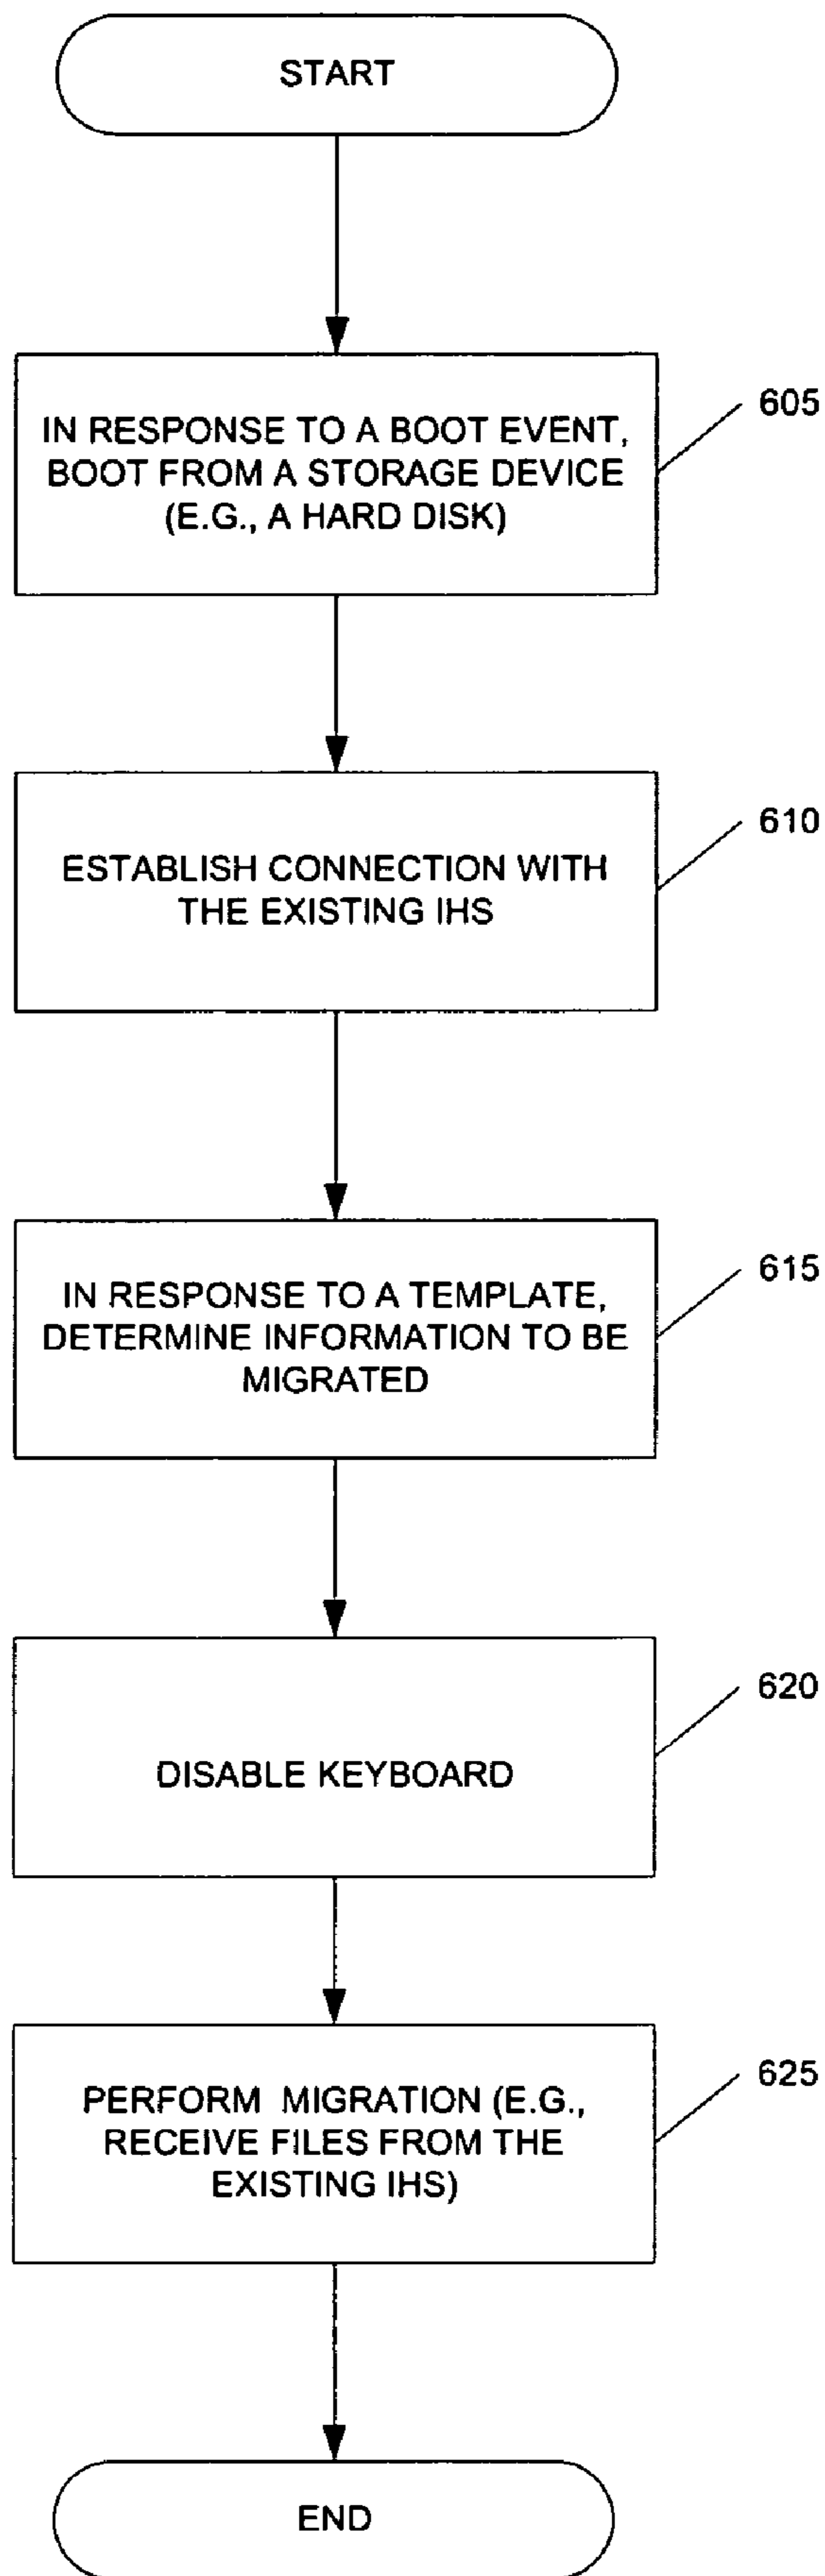 START
IN RESPONSE TO A BOOT EVENT,
BOOT FROM A STORAGE DEVICE
(E.G., A HARD DISK)
605
ESTABLISH CONNECTION WITH
THE EXISTING IHS
610
IN RESPONSE TO A TEMPLATE,
DETERMINE INFORMATION TO BE
MIGRATED
615
DISABLE KEYBOARD
620
PERFORM MIGRATION (E.G.,
RECEIVE FILES FROM THE
EXISTING IHS)
625
END